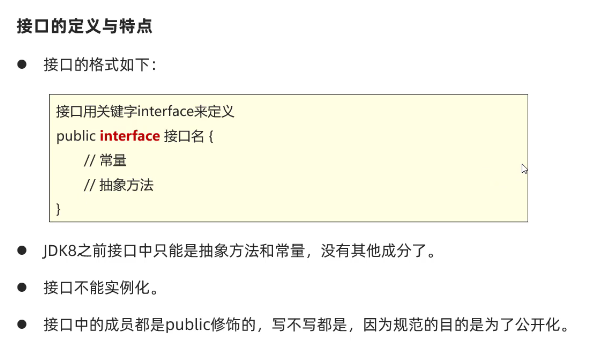 接口的定义与特点
● 接口的格式如下：
接口用关键字interface来定义
public interface 接口名 {
// 常量
// 抽象方法
}
● JDK8之前接口中只能是抽象方法和常量，没有其他成分了。
● 接口不能实例化。
● 接口中的成员都是public修饰的，写不写都是，因为规范的目的是为了公开化。